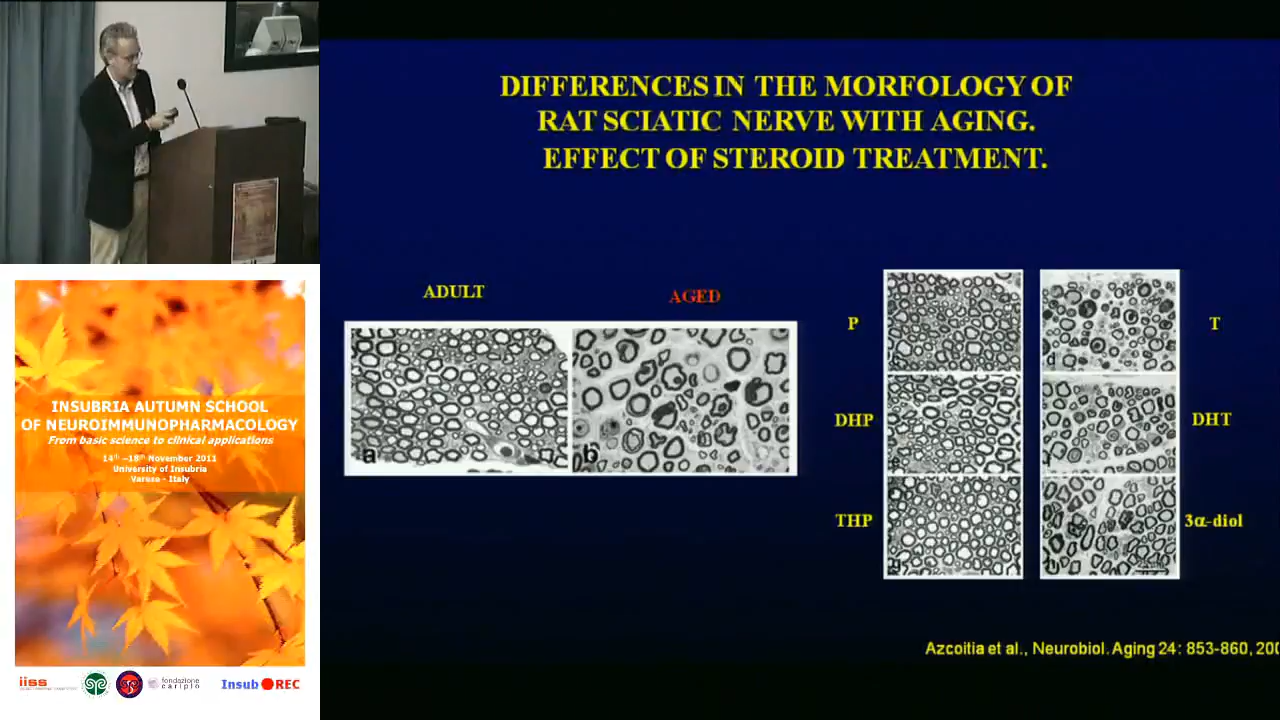 DIFFERENCES IN THE MORFOLOGY OF
RAT SCIATIC NERVE WITH AGING.
EFFECT OF STEROID TREATMENT.
ADULT
AGED
a
b
P
DHP
THP
T
DHT
3α-diol
Azcoitia et al., Neurobiol. Aging 24: 853-860, 200
INSUBRIA AUTUMN SCHOOL
OF NEUROIMMUNOPHARMACOLOGY
From basic science to clinical applications
14th –18th November 2011
University of Insubria
Varese - Italy
iiss
fondazione
cariplo
Insub REC